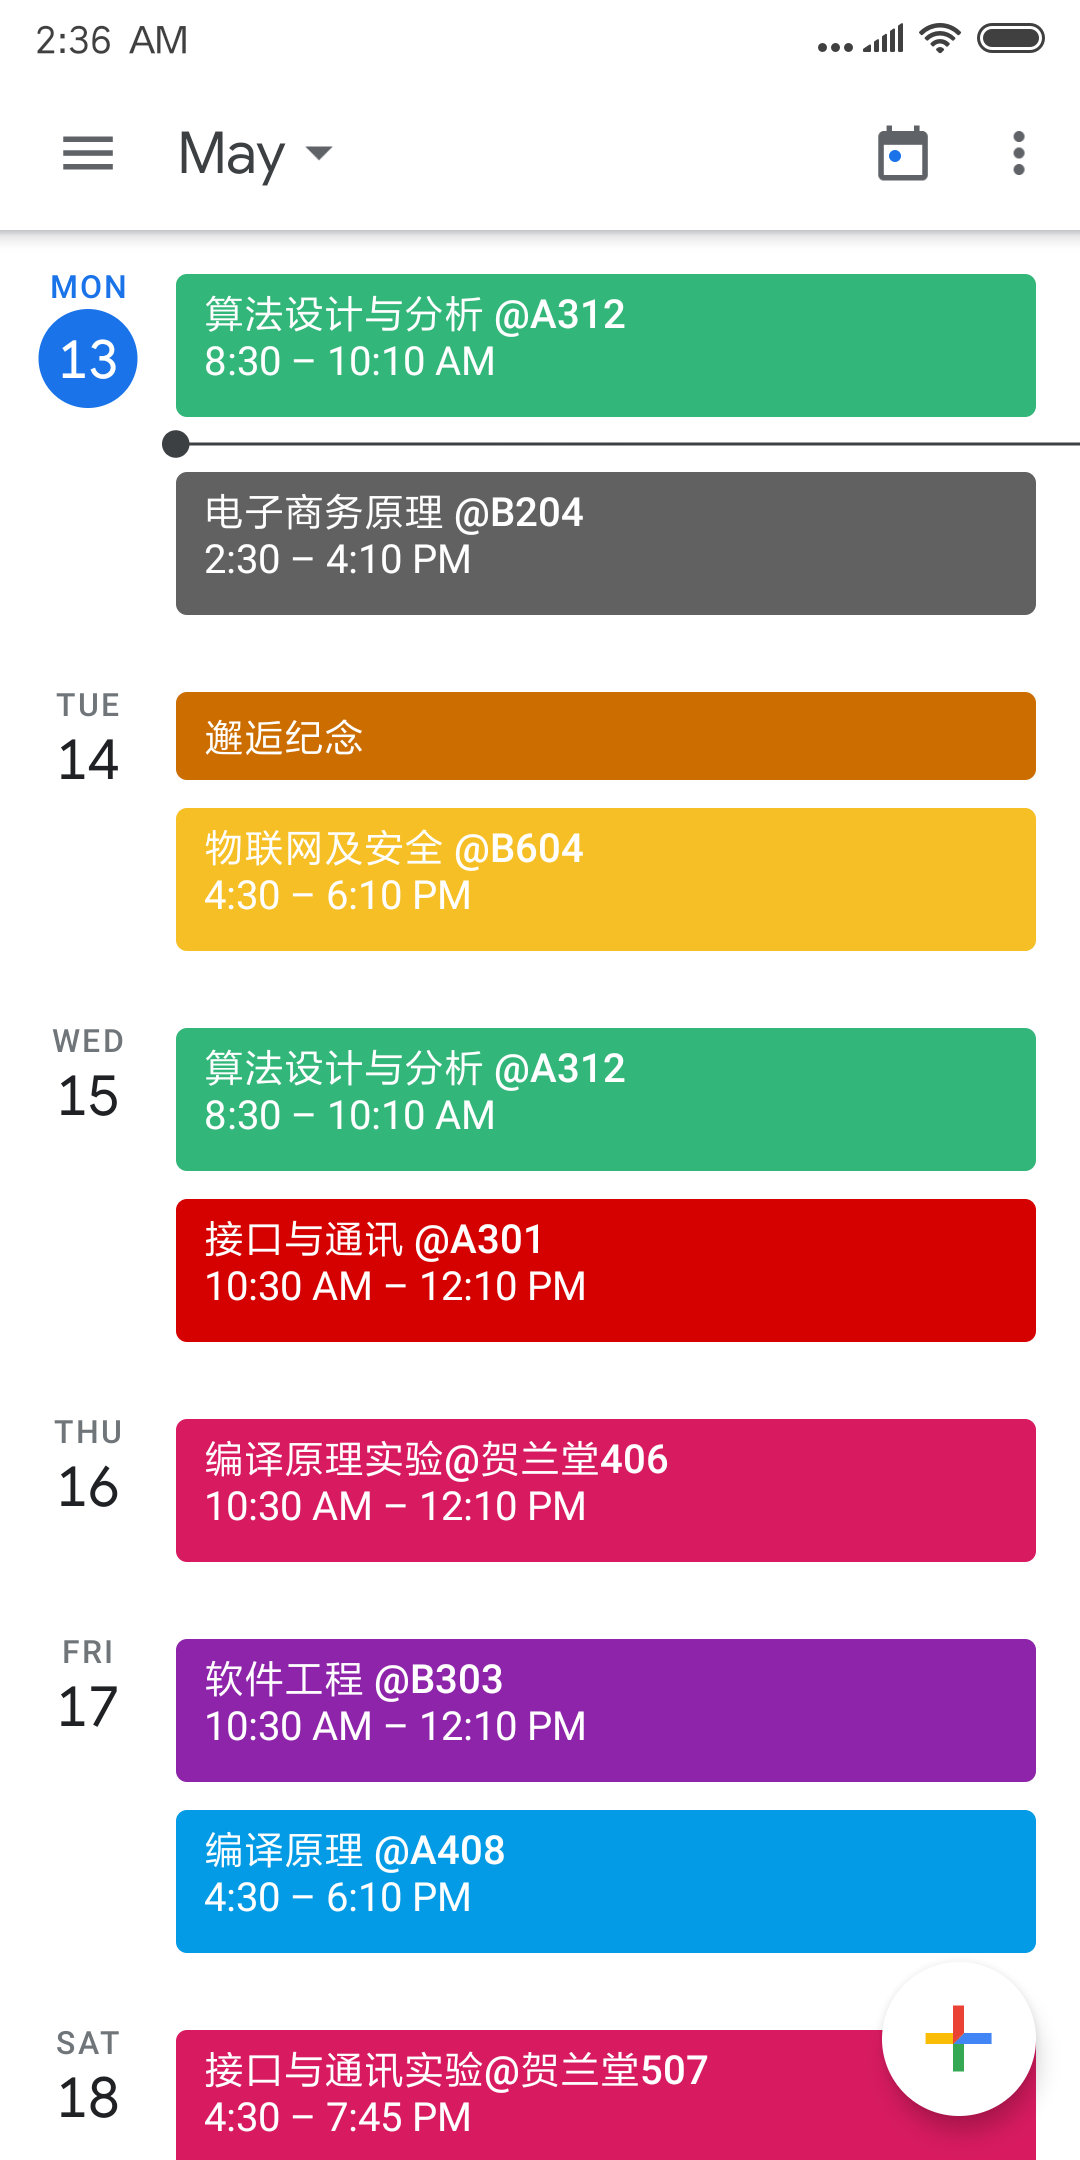 2:36 AM
May
MON
13
算法设计与分析 @A312
8:30 – 10:10 AM
电子商务原理 @B204
2:30 – 4:10 PM
TUE
14
邂逅纪念
物联网及安全 @B604
4:30 – 6:10 PM
WED
15
算法设计与分析 @A312
8:30 – 10:10 AM
接口与通讯 @A301
10:30 AM – 12:10 PM
THU
16
编译原理实验@贺兰堂406
10:30 AM – 12:10 PM
FRI
17
软件工程 @B303
10:30 AM – 12:10 PM
编译原理 @A408
4:30 – 6:10 PM
SAT
18
接口与通讯实验@贺兰堂507
4:30 – 7:45 PM